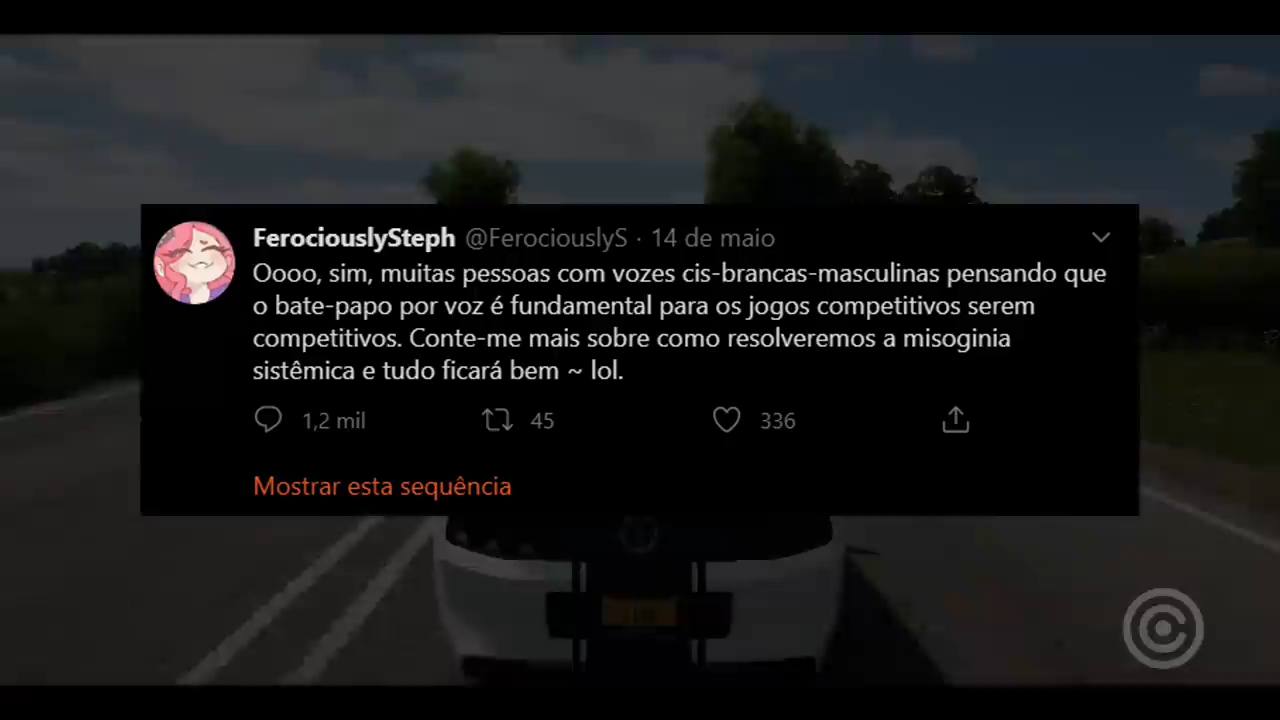 FerociouslySteph @FerociouslyS · 14 de maio
Oooo, sim, muitas pessoas com vozes cis-brancas-masculinas pensando que
o bate-papo por voz é fundamental para os jogos competitivos serem
competitivos. Conte-me mais sobre como resolveremos a misoginia
sistêmica e tudo ficará bem ~ lol.
1,2 mil 45 336
Mostrar esta sequência